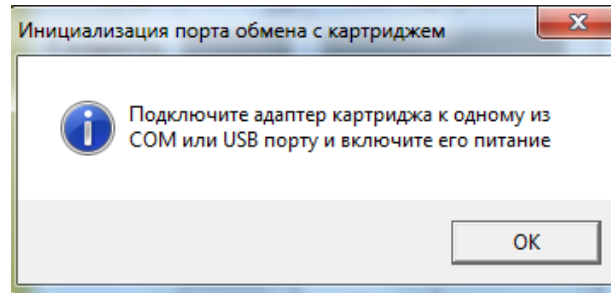 Инициализация порта обмена с картриджем
Подключите адаптер картриджа к одному из
COM или USB порту и включите его питание
OK